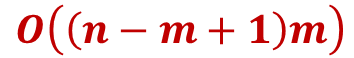 O((n − m + 1)m)